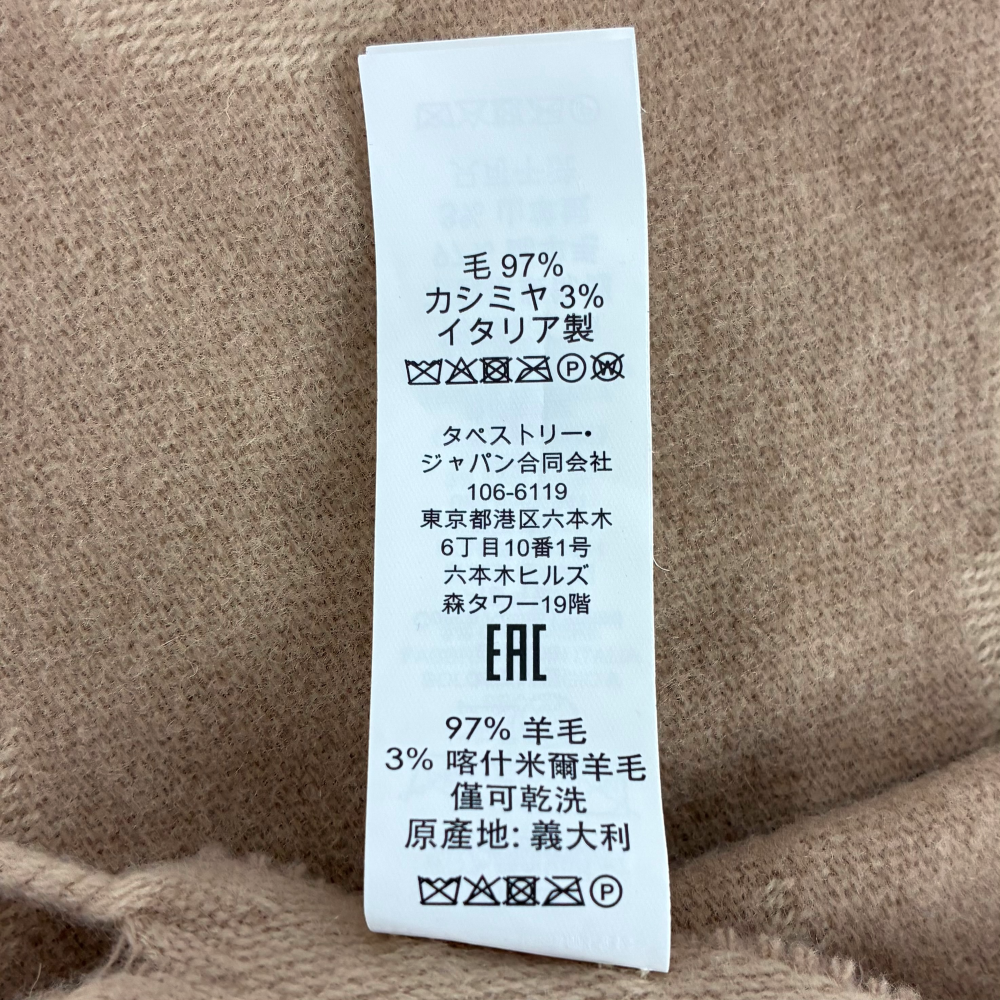 毛 97%
カシミヤ 3%
イタリア製
P W
タペストリー・
ジャパン合同会社
106-6119
東京都港区六本木
6丁目10番1号
六本木ヒルズ
森タワー19階
EAC
97% 羊毛
3% 喀什米爾羊毛
僅可乾洗
原產地: 義大利
P